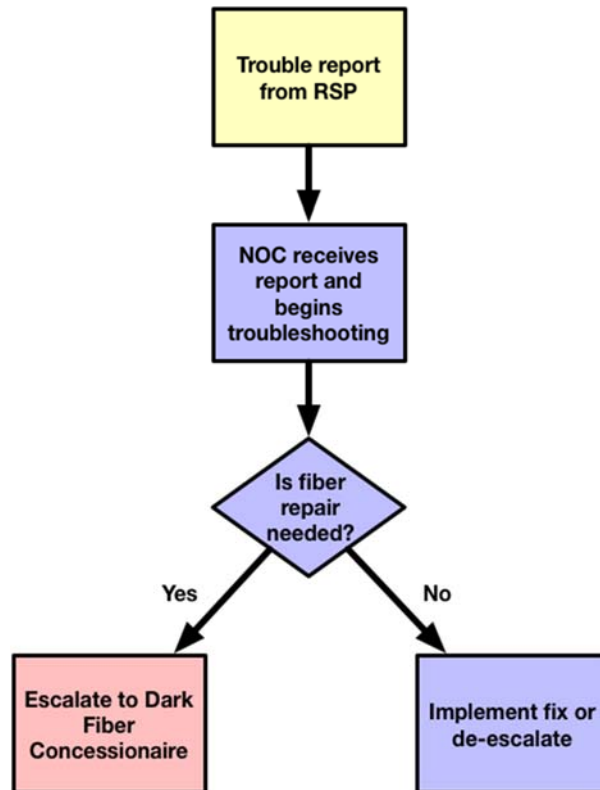 Trouble report
from RSP
NOC receives
report and
begins
troubleshooting
Is fiber
repair
needed?
Yes
No
Escalate to Dark
Fiber
Concessionaire
Implement fix or
de-escalate